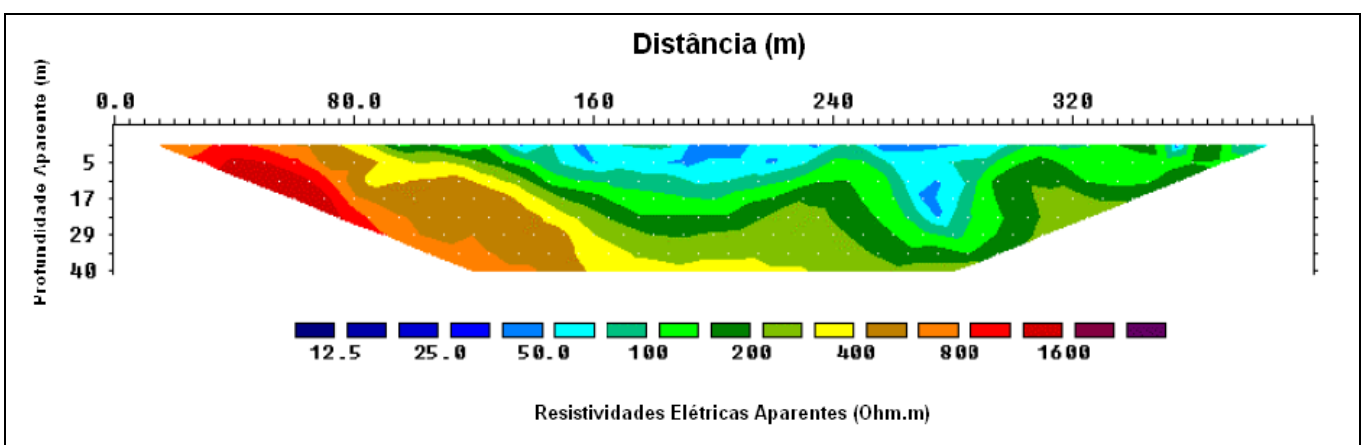 Distância (m)
0.0 80.0 160 240 320
Profundidade Aparente (m)
5
17
29
40
12.5 25.0 50.0 100 200 400 800 1600
Resistividades Elétricas Aparentes (Ohm.m)